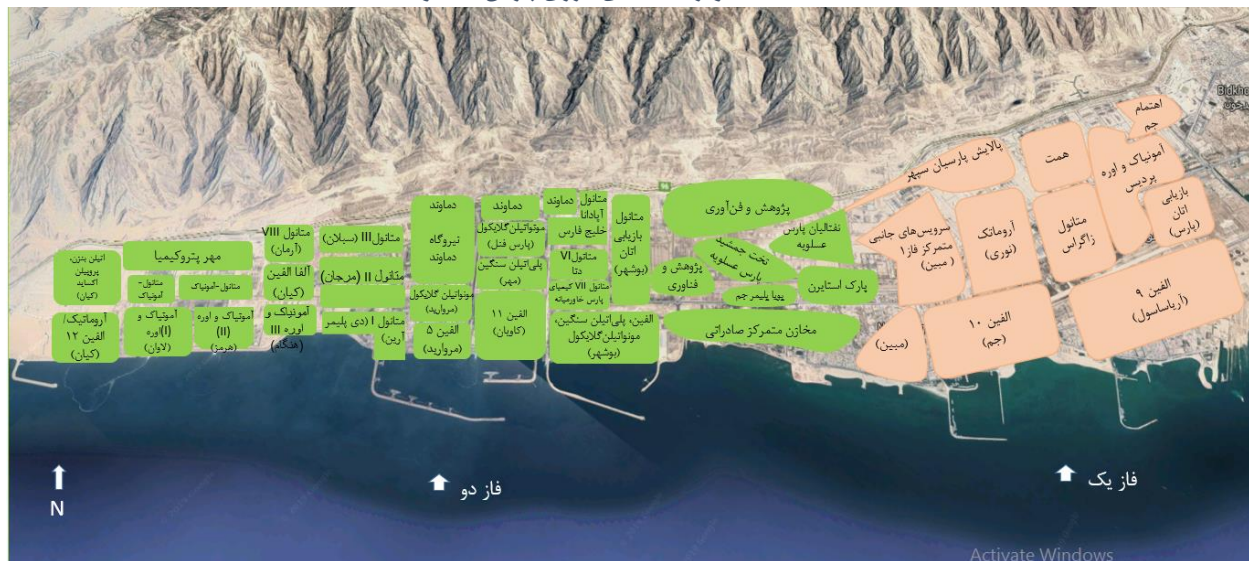 Bidkho
بیدخون
اهتمام
جم
آمونیاک و اوره
پردیس
بازیابی
اتان
(پارس)
همت
پالایش پارسیان سپهر
متانول
زاگرس
آروماتک
(نوری)
سرویس‌های جانبی
متمرکز فاز ۱
( مبین)
الفین ۹
(آریاساسول)
الفین ۱۰
(جم)
(مبین)
پژوهش و فن‌آوری
نفتالیان پارس
عسلویه
تخت جمشید
پارس عسلویه
پژوهش و
فناوری
پارک استایرن
پویا پلیمر جم
مخازن متمرکز صادراتی
متانول
بازیابی
اتان
(بوشهر)
متانول
آپادانا
خلیج فارس
دماوند
متانول VI
دتا
متانول VII کیمیای
پارس خاورمیانه
الفین، پلی‌اتیلن سنگین،
مونواتیلن‌گلایکول
(بوشهر)
دماوند
مونواتیلن‌گلایکول
(پارس فنل)
پلی‌اتیلن سنگین
(مهر)
الفین ۱۱
(کاویان)
دماوند
نیروگاه
دماوند
مونواتیلن گلایکول
(مروارید)
الفین ۵
(مروارید)
متانول III (سبلان)
متانول II (مرجان)
متانول I (دی پلیمر
آرین)
متانول VIII
(آرمان)
آلفا الفین
(کیان)
آمونیاک و
اوره III
(هنگام)
مهر پتروکیمیا
متانول-آمونیاک
متانول-
آمونیاک
آمونیاک و اوره
(II)
(هرمز)
آمونیاک و
اوره(I)
(لاوان)
اتیلن بنزن،
پروپیلن
اکساید
(کیان)
آروماتیک/
الفین ۱۲
(کیان)
فاز یک
فاز دو
N
Activate Windows